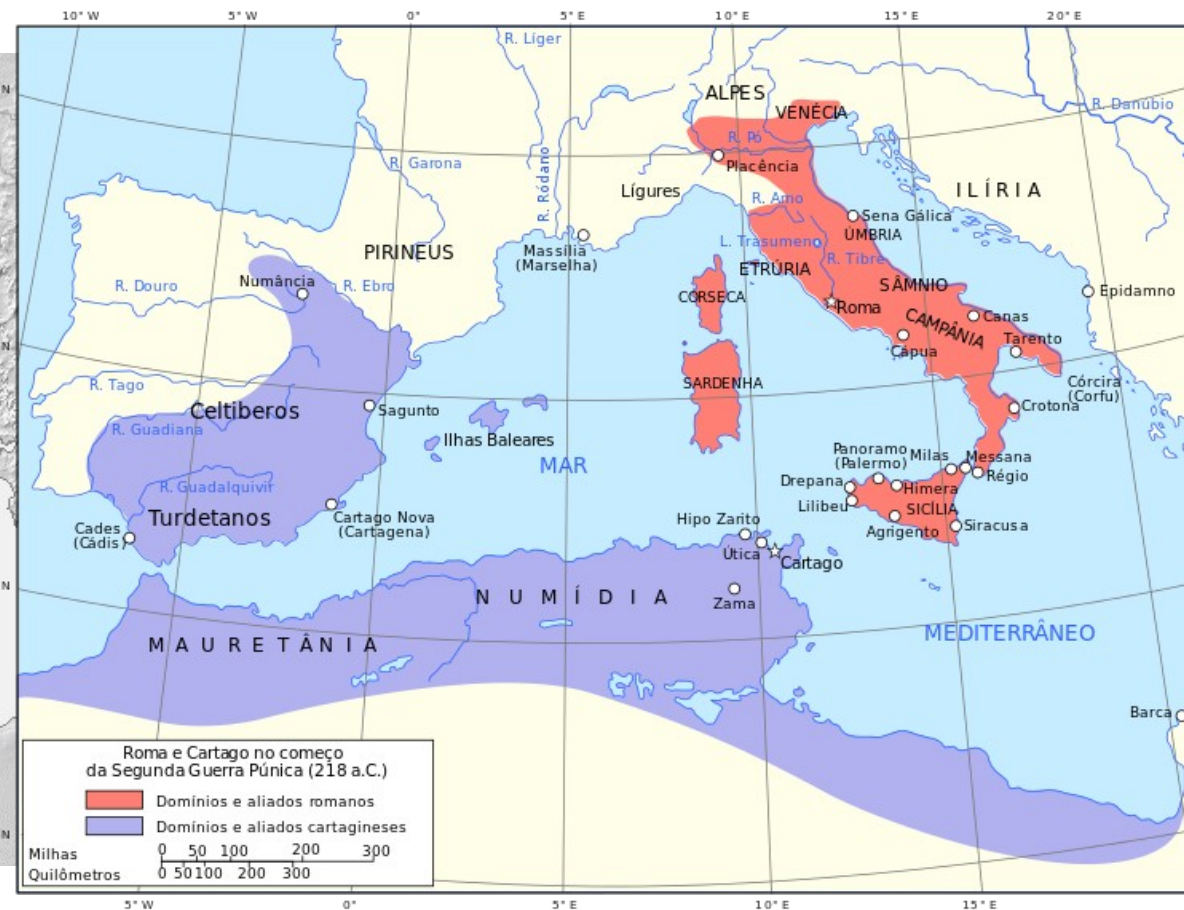 10°W
5°W
0°
5°E
10°E
15°E
20°E
R. Líger
ALPES
VENÉCIA
R. Danúbio
R. Pó
Placência
R. Garona
R. Ródano
Lígures
R. Arno
ILÍRIA
Sena Gálica
ÚMBRIA
Massília
(Marselha)
L. Trasumeno
R. Tibre
PIRINEUS
ETRÚRIA
Numância
R. Ebro
R. Douro
SÂMNIO
Epidamno
CÓRSECA
Roma
CAMPÂNIA
Canas
Tarento
Cápua
R. Tago
SARDENHA
Córcira
(Corfu)
Celtiberos
Sagunto
Crotona
R. Guadiana
Ilhas Baleares
MAR
Panoramo
(Palermo)
Milas
Messana
Régio
Drepana
Himera
R. Guadalquivir
Lilibeu
SICÍLIA
Turdetanos
Cartago Nova
(Cartagena)
Hipo Zarito
Agrigento
Siracusa
Cades
(Cádis)
Útica
Cartago
NUMÍDIA
Zama
MAURETÂNIA
MEDITERRÂNEO
Barca
Roma e Cartago no começo
da Segunda Guerra Púnica (218 a.C.)
Domínios e aliados romanos
Domínios e aliados cartagineses
Milhas
0 50 100 200 300
Quilômetros
0 50 100 200 300
5°W
0°
5°E
10°E
15°E
N
N
N
N